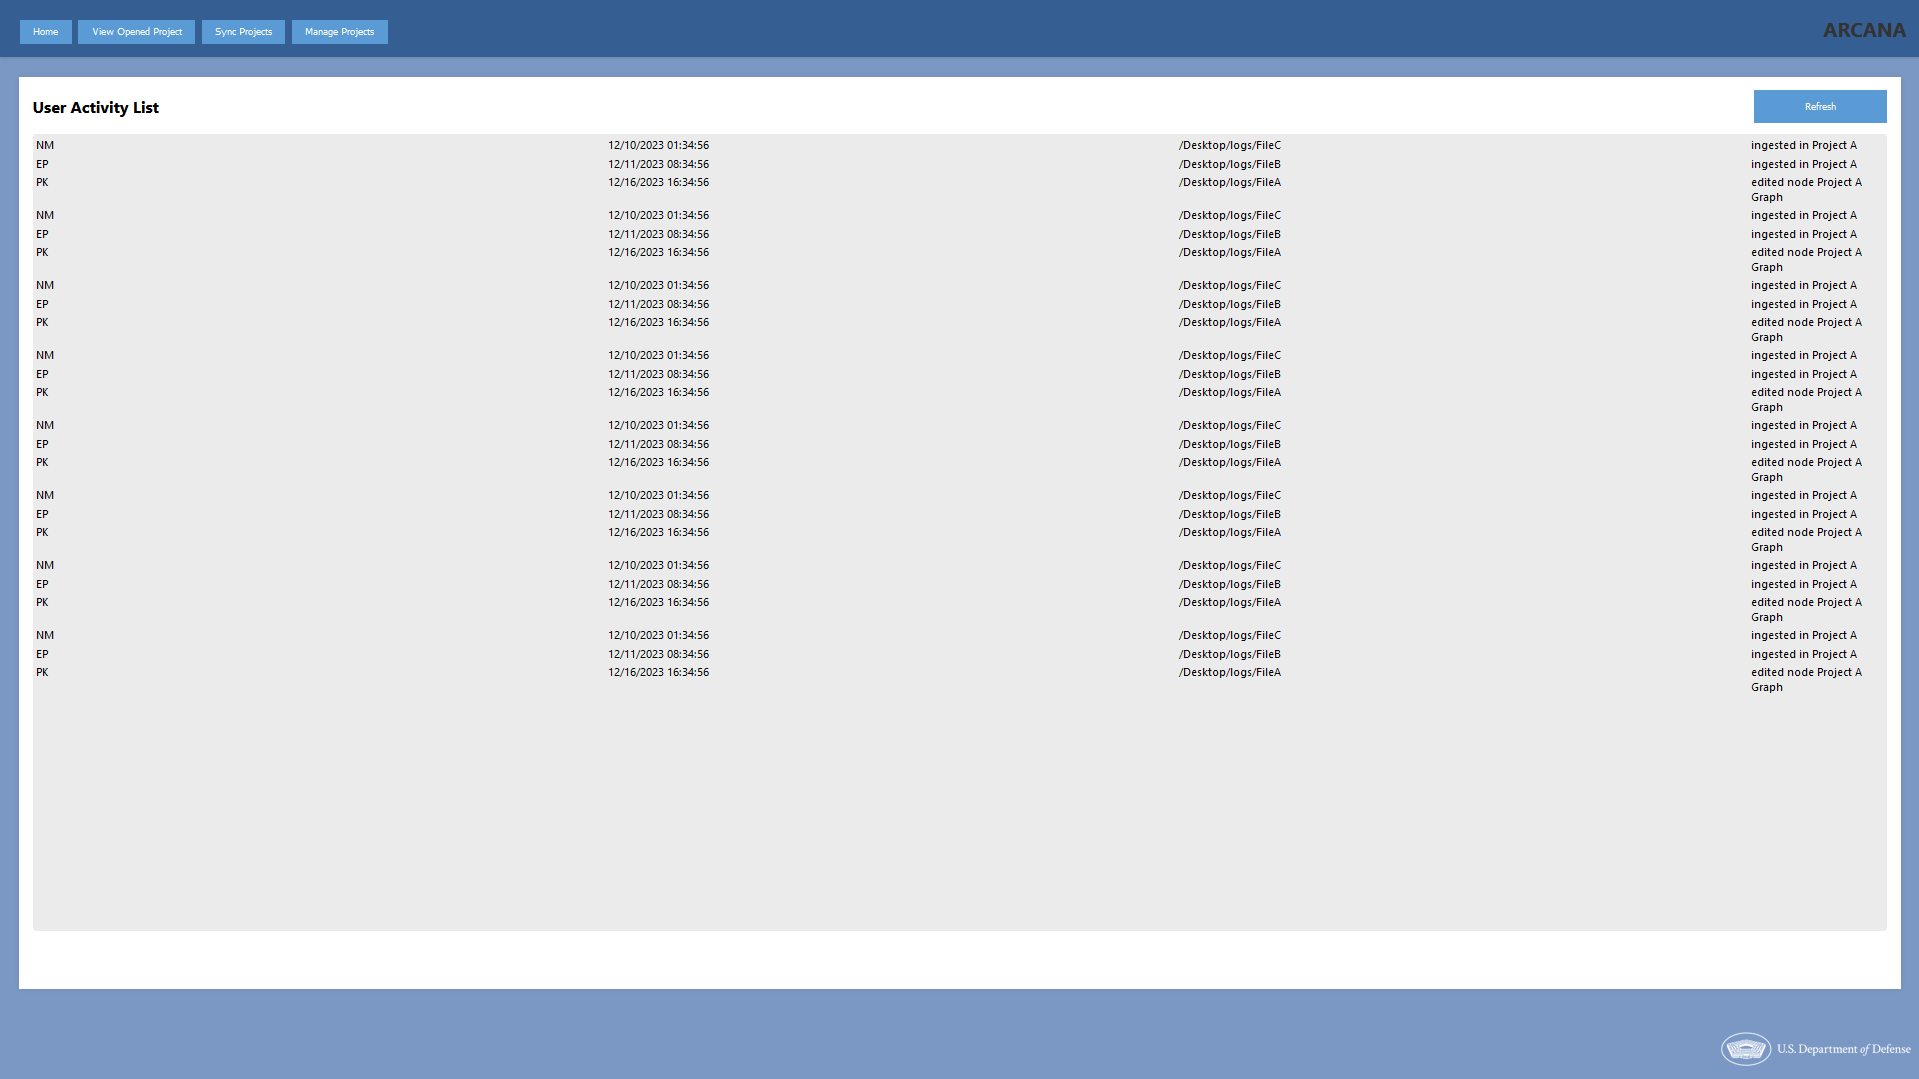 Home View Opened Project Sync Projects Manage Projects ARCANA
User Activity List Refresh
NM 12/10/2023 01:34:56 /Desktop/logs/FileC ingested in Project A
EP 12/11/2023 08:34:56 /Desktop/logs/FileB ingested in Project A
PK 12/16/2023 16:34:56 /Desktop/logs/FileA edited node Project A
Graph
NM 12/10/2023 01:34:56 /Desktop/logs/FileC ingested in Project A
EP 12/11/2023 08:34:56 /Desktop/logs/FileB ingested in Project A
PK 12/16/2023 16:34:56 /Desktop/logs/FileA edited node Project A
Graph
NM 12/10/2023 01:34:56 /Desktop/logs/FileC ingested in Project A
EP 12/11/2023 08:34:56 /Desktop/logs/FileB ingested in Project A
PK 12/16/2023 16:34:56 /Desktop/logs/FileA edited node Project A
Graph
NM 12/10/2023 01:34:56 /Desktop/logs/FileC ingested in Project A
EP 12/11/2023 08:34:56 /Desktop/logs/FileB ingested in Project A
PK 12/16/2023 16:34:56 /Desktop/logs/FileA edited node Project A
Graph
NM 12/10/2023 01:34:56 /Desktop/logs/FileC ingested in Project A
EP 12/11/2023 08:34:56 /Desktop/logs/FileB ingested in Project A
PK 12/16/2023 16:34:56 /Desktop/logs/FileA edited node Project A
Graph
NM 12/10/2023 01:34:56 /Desktop/logs/FileC ingested in Project A
EP 12/11/2023 08:34:56 /Desktop/logs/FileB ingested in Project A
PK 12/16/2023 16:34:56 /Desktop/logs/FileA edited node Project A
Graph
NM 12/10/2023 01:34:56 /Desktop/logs/FileC ingested in Project A
EP 12/11/2023 08:34:56 /Desktop/logs/FileB ingested in Project A
PK 12/16/2023 16:34:56 /Desktop/logs/FileA edited node Project A
Graph
NM 12/10/2023 01:34:56 /Desktop/logs/FileC ingested in Project A
EP 12/11/2023 08:34:56 /Desktop/logs/FileB ingested in Project A
PK 12/16/2023 16:34:56 /Desktop/logs/FileA edited node Project A
Graph
U.S. Department of Defense